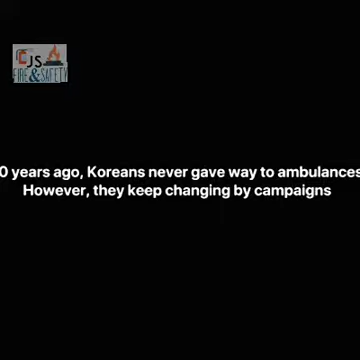 JS
FIRE & SAFETY
0 years ago, Koreans never gave way to ambulances
However, they keep changing by campaigns